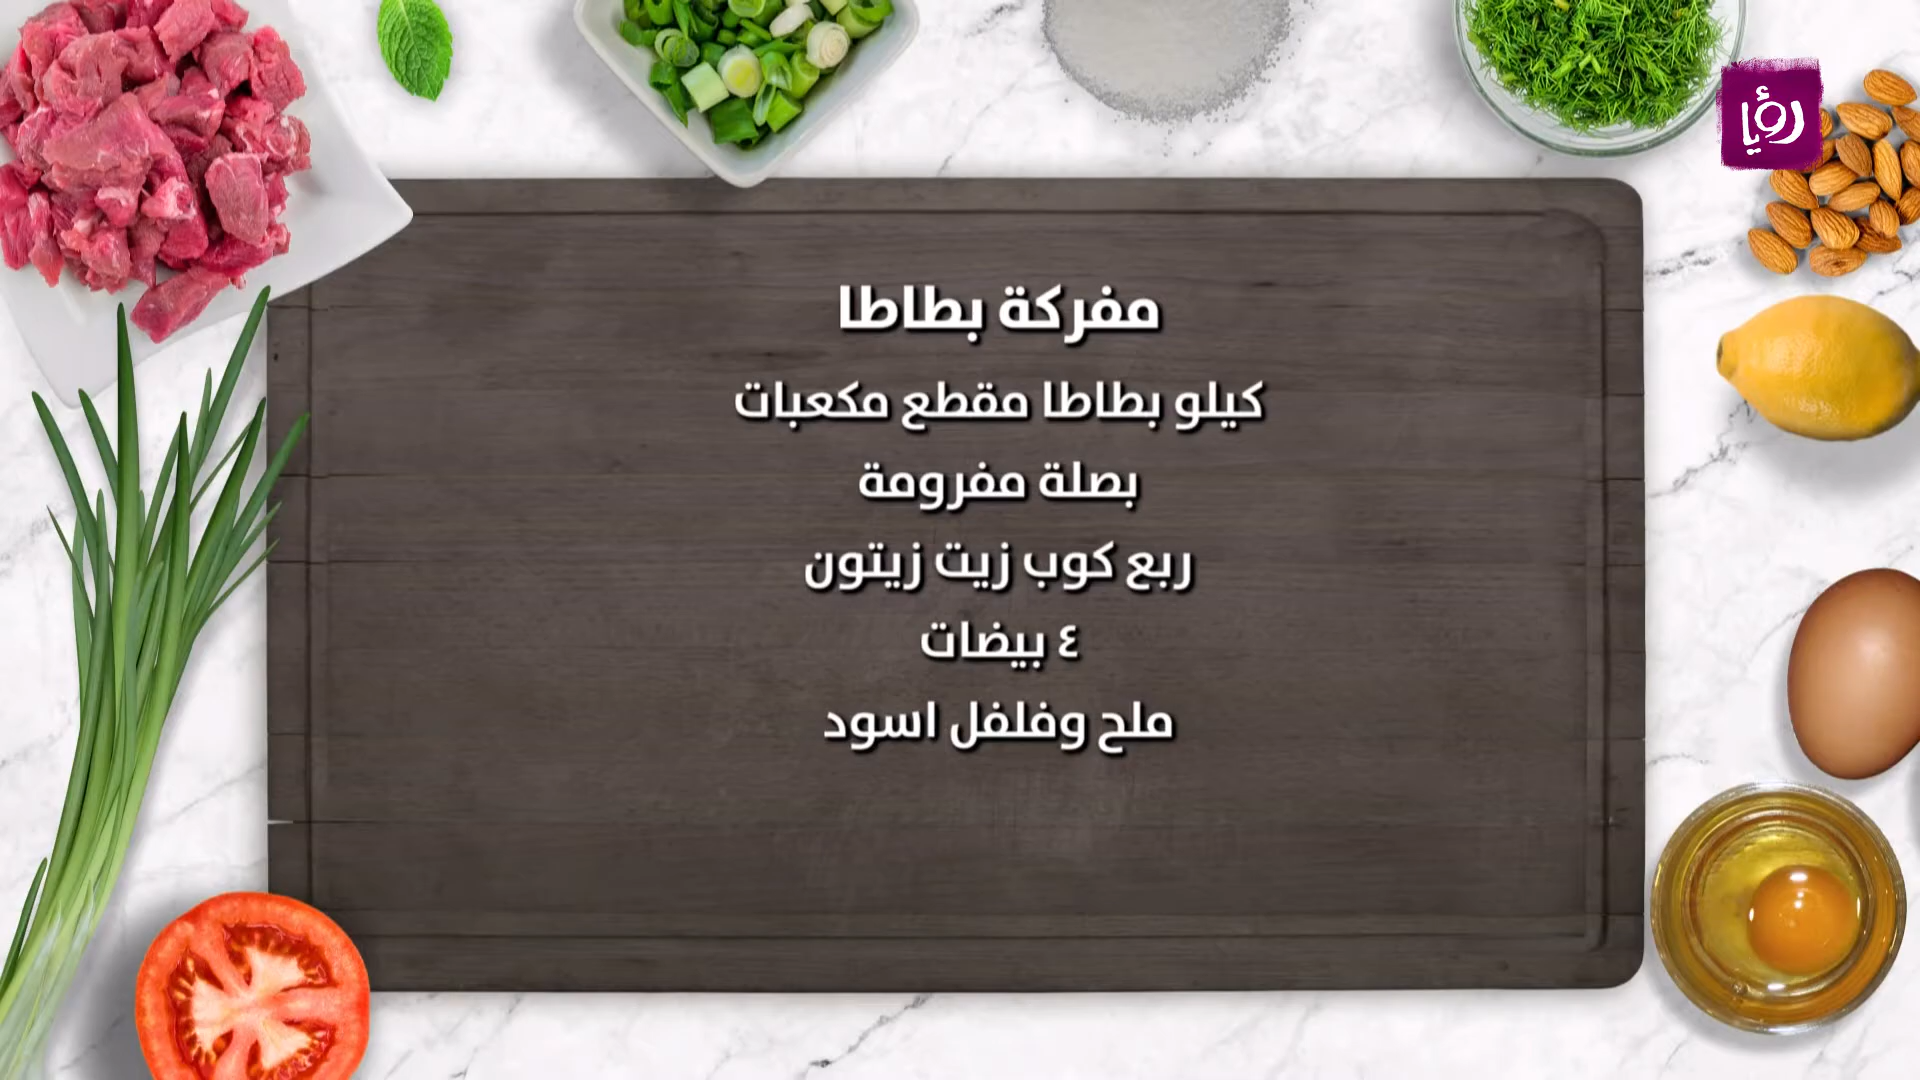 رؤيا
مفركة بطاطا
كيلو بطاطا مقطع مكعبات
بصلة مفرومة
ربع كوب زيت زيتون
٤ بيضات
ملح وفلفل اسود